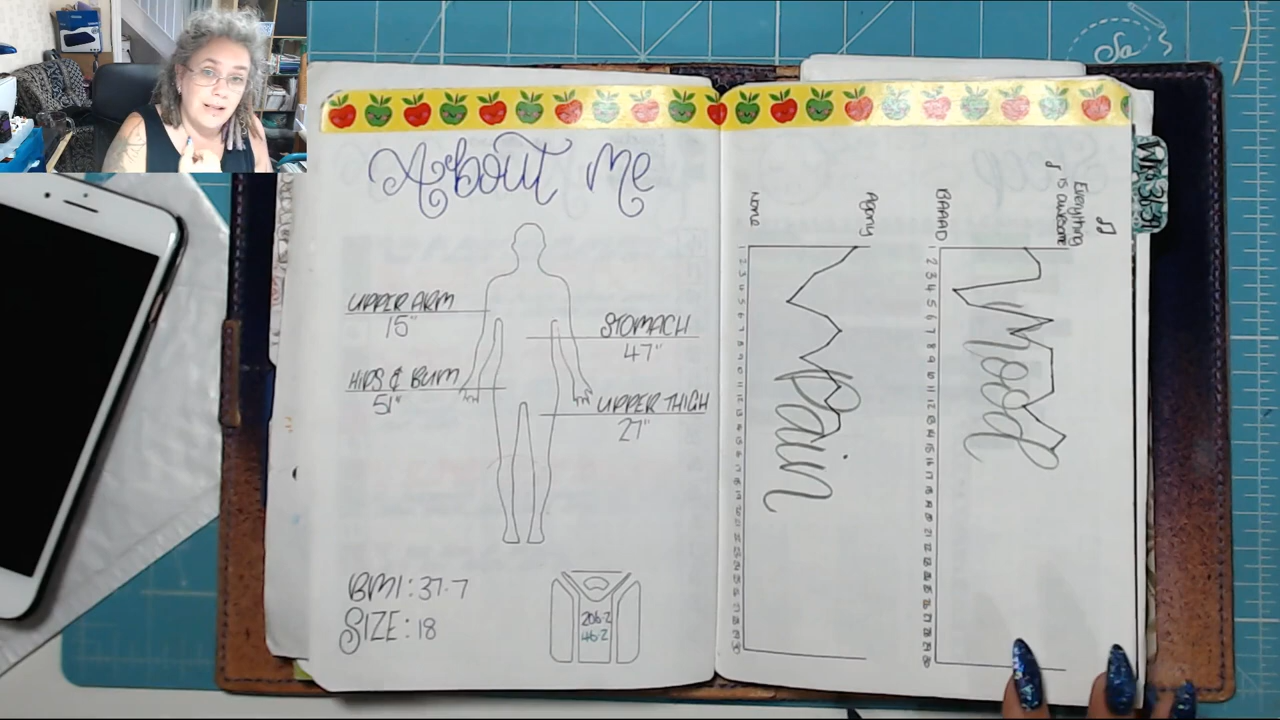 About Me
UPPER ARM
15"
STOMACH
47"
HIPS & BUM
51"
UPPER THIGH
27"
BMI: 37.7
SIZE: 18
206.2
46.2
None
Agony
Pain
BAAAD
Everything
is awesome
Mood
So